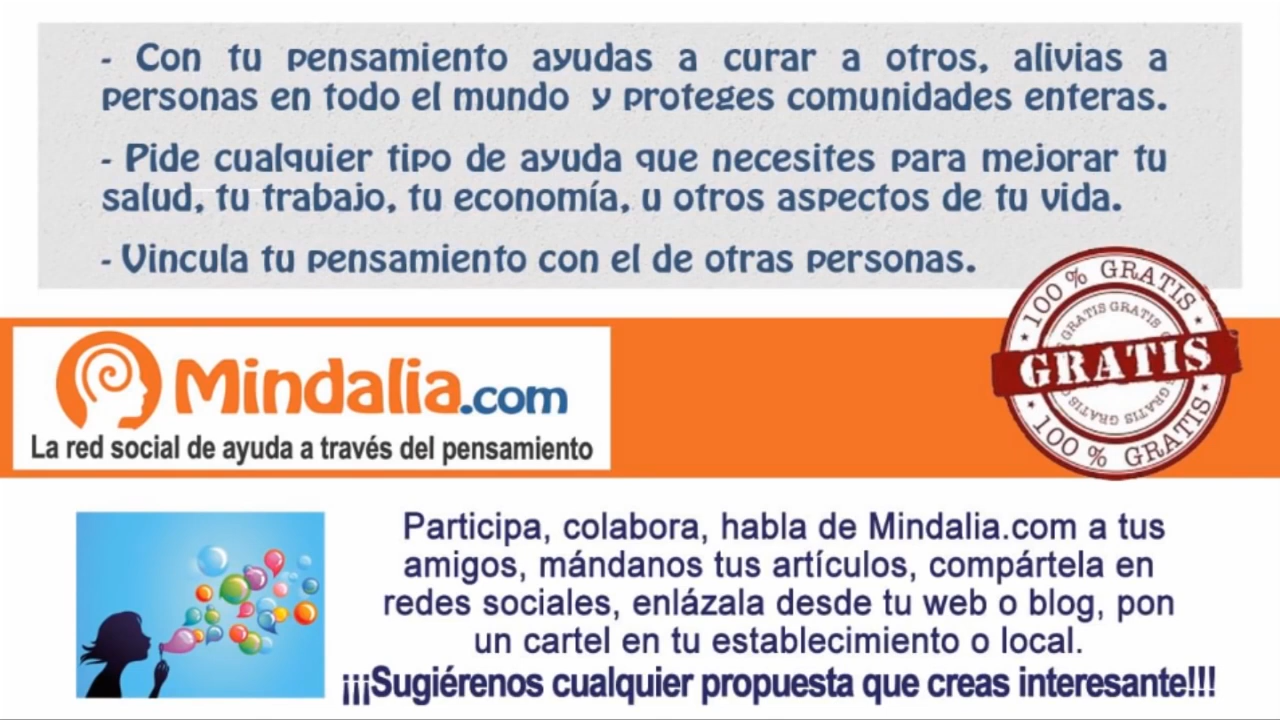 - Con tu pensamiento ayudas a curar a otros, alivias a
personas en todo el mundo y proteges comunidades enteras.
- Pide cualquier tipo de ayuda que necesites para mejorar tu
salud, tu trabajo, tu economía, u otros aspectos de tu vida.
- Vincula tu pensamiento con el de otras personas.
100 % GRATIS
GRATIS GRATIS
GRATIS
GRATIS GRATIS
100 % GRATIS
Mindalia.com
La red social de ayuda a través del pensamiento
Participa, colabora, habla de Mindalia.com a tus
amigos, mándanos tus artículos, compártela en
redes sociales, enlázala desde tu web o blog, pon
un cartel en tu establecimiento o local.
¡¡¡Sugiérenos cualquier propuesta que creas interesante!!!